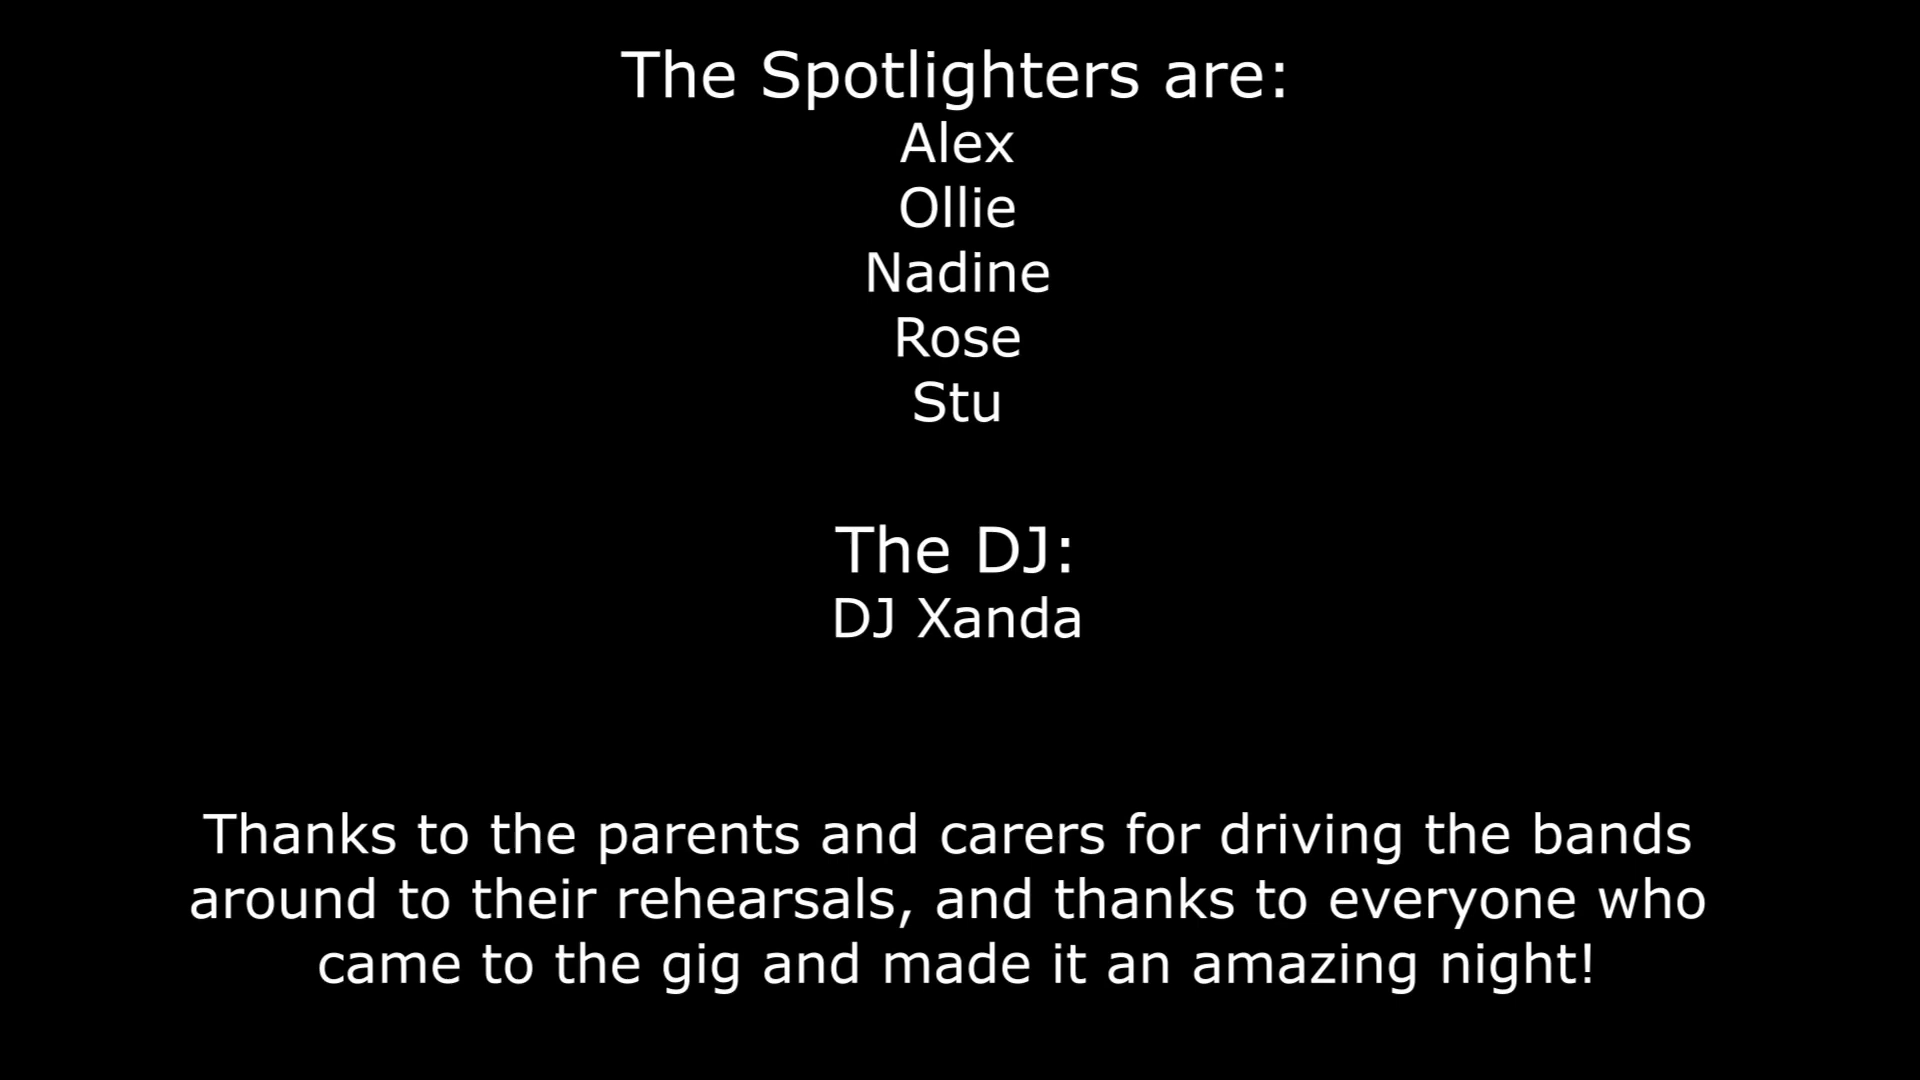 The Spotlighters are:
Alex
Ollie
Nadine
Rose
Stu
The DJ:
DJ Xanda
Thanks to the parents and carers for driving the bands
around to their rehearsals, and thanks to everyone who
came to the gig and made it an amazing night!